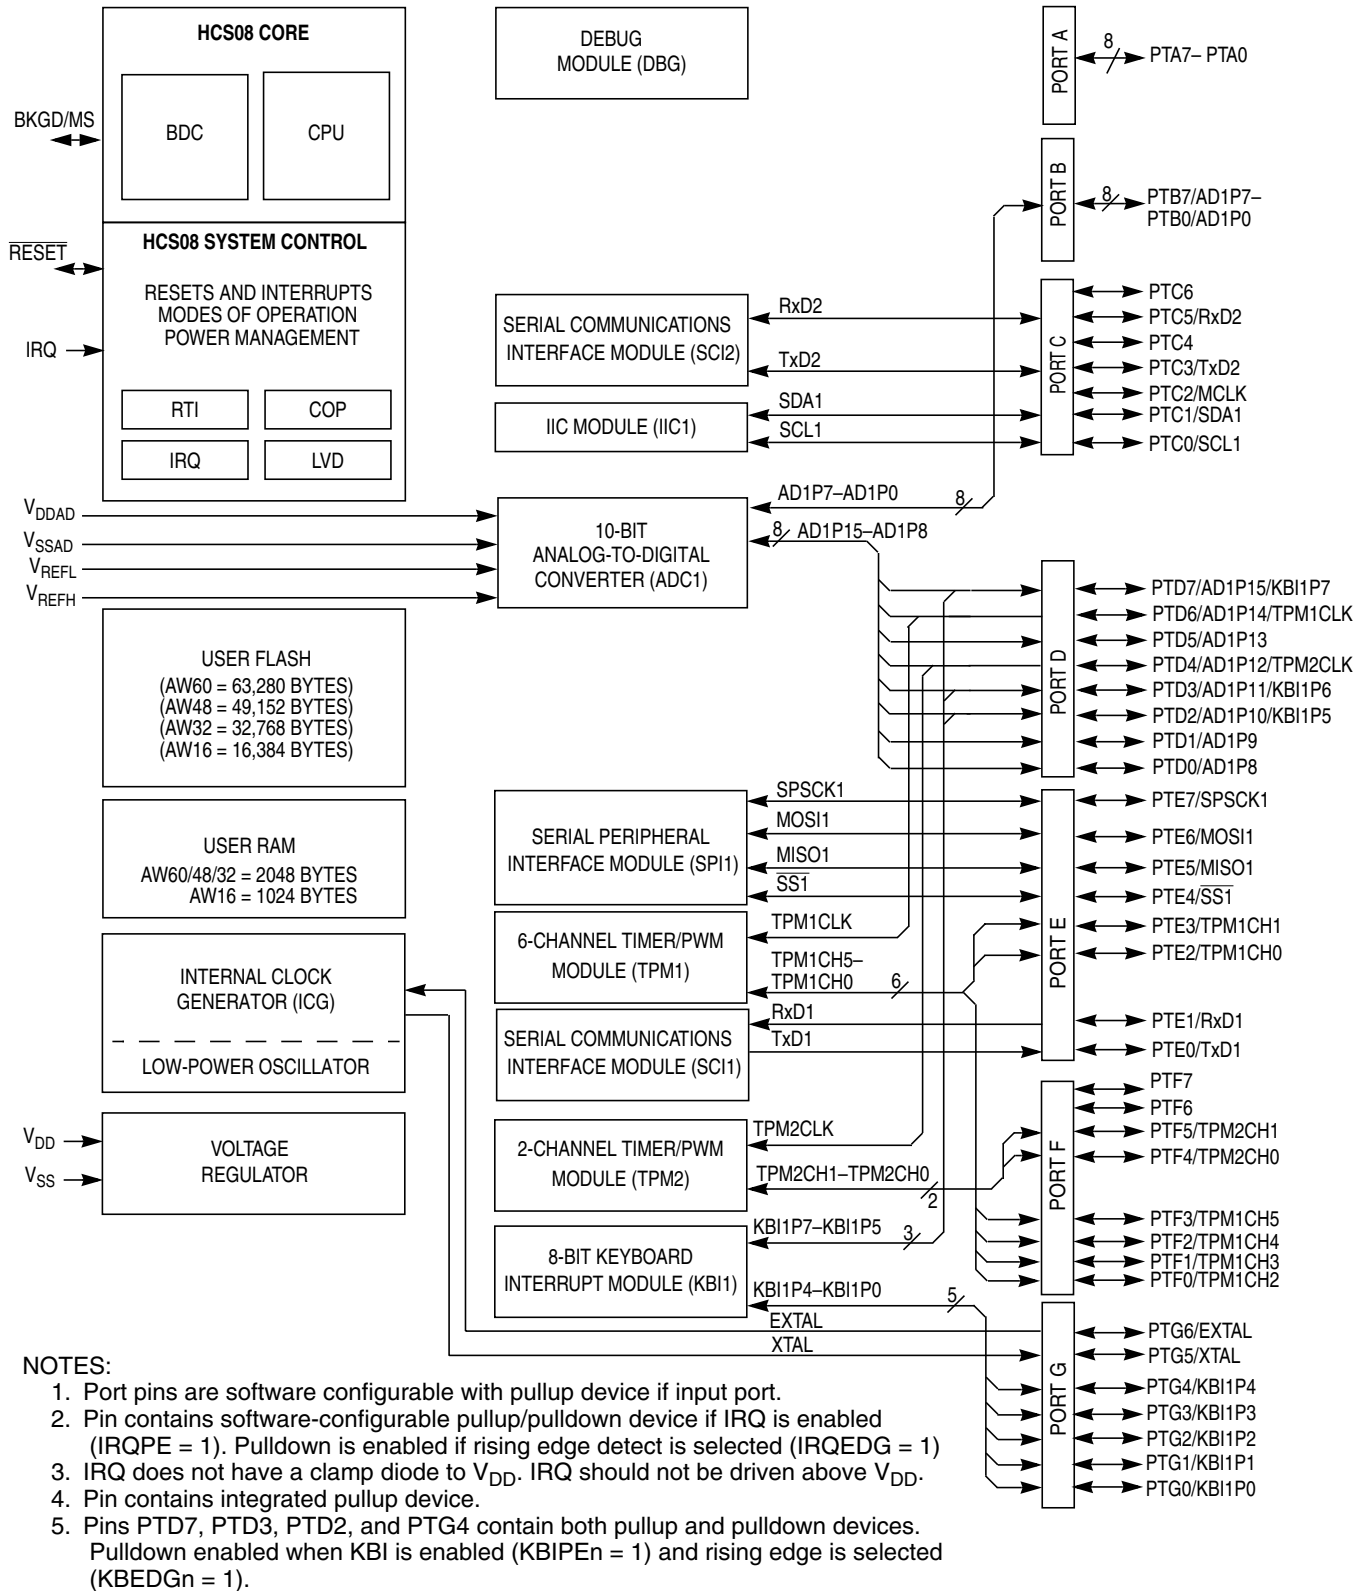 HCS08 CORE
BDC
CPU
BKGD/MS
HCS08 SYSTEM CONTROL
RESET
RESETS AND INTERRUPTS
MODES OF OPERATION
POWER MANAGEMENT
IRQ
RTI
COP
IRQ
LVD
VDDAD
VSSAD
VREFL
VREFH
USER FLASH
(AW60 = 63,280 BYTES)
(AW48 = 49,152 BYTES)
(AW32 = 32,768 BYTES)
(AW16 = 16,384 BYTES)
USER RAM
AW60/48/32 = 2048 BYTES
AW16 = 1024 BYTES
INTERNAL CLOCK
GENERATOR (ICG)
LOW-POWER OSCILLATOR
VDD
VSS
VOLTAGE
REGULATOR
DEBUG
MODULE (DBG)
SERIAL COMMUNICATIONS
INTERFACE MODULE (SCI2)
RxD2
TxD2
IIC MODULE (IIC1)
SDA1
SCL1
10-BIT
ANALOG-TO-DIGITAL
CONVERTER (ADC1)
AD1P7–AD1P0
8
8
AD1P15–AD1P8
SERIAL PERIPHERAL
INTERFACE MODULE (SPI1)
SPSCK1
MOSI1
MISO1
SS1
6-CHANNEL TIMER/PWM
MODULE (TPM1)
TPM1CLK
TPM1CH5–
TPM1CH0
6
SERIAL COMMUNICATIONS
INTERFACE MODULE (SCI1)
RxD1
TxD1
2-CHANNEL TIMER/PWM
MODULE (TPM2)
TPM2CLK
TPM2CH1–TPM2CH0
2
8-BIT KEYBOARD
INTERRUPT MODULE (KBI1)
KBI1P7–KBI1P5
3
KBI1P4–KBI1P0
5
EXTAL
XTAL
PORT A
8
PTA7– PTA0
PORT B
8
PTB7/AD1P7–
PTB0/AD1P0
PORT C
PTC6
PTC5/RxD2
PTC4
PTC3/TxD2
PTC2/MCLK
PTC1/SDA1
PTC0/SCL1
PORT D
PTD7/AD1P15/KBI1P7
PTD6/AD1P14/TPM1CLK
PTD5/AD1P13
PTD4/AD1P12/TPM2CLK
PTD3/AD1P11/KBI1P6
PTD2/AD1P10/KBI1P5
PTD1/AD1P9
PTD0/AD1P8
PORT E
PTE7/SPSCK1
PTE6/MOSI1
PTE5/MISO1
PTE4/SS1
PTE3/TPM1CH1
PTE2/TPM1CH0
PTE1/RxD1
PTE0/TxD1
PORT F
PTF7
PTF6
PTF5/TPM2CH1
PTF4/TPM2CH0
PTF3/TPM1CH5
PTF2/TPM1CH4
PTF1/TPM1CH3
PTF0/TPM1CH2
PORT G
PTG6/EXTAL
PTG5/XTAL
PTG4/KBI1P4
PTG3/KBI1P3
PTG2/KBI1P2
PTG1/KBI1P1
PTG0/KBI1P0
NOTES:
1. Port pins are software configurable with pullup device if input port.
2. Pin contains software-configurable pullup/pulldown device if IRQ is enabled
(IRQPE = 1). Pulldown is enabled if rising edge detect is selected (IRQEDG = 1)
3. IRQ does not have a clamp diode to VDD. IRQ should not be driven above VDD.
4. Pin contains integrated pullup device.
5. Pins PTD7, PTD3, PTD2, and PTG4 contain both pullup and pulldown devices.
Pulldown enabled when KBI is enabled (KBIPEn = 1) and rising edge is selected
(KBEDGn = 1).